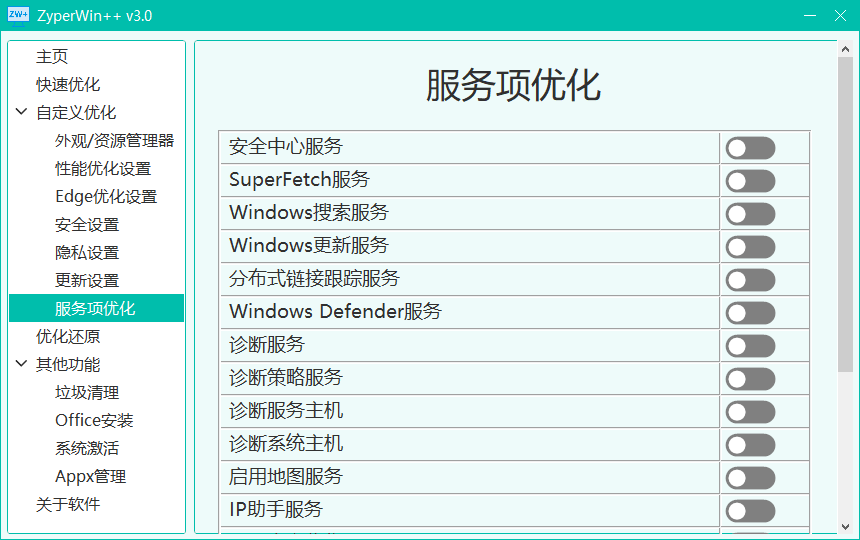 ZW+ ZyperWin++ v3.0
主页
快速优化
自定义优化
外观/资源管理器
性能优化设置
Edge优化设置
安全设置
隐私设置
更新设置
服务项优化
优化还原
其他功能
垃圾清理
Office安装
系统激活
Appx管理
关于软件
服务项优化
安全中心服务
SuperFetch服务
Windows搜索服务
Windows更新服务
分布式链接跟踪服务
Windows Defender服务
诊断服务
诊断策略服务
诊断服务主机
诊断系统主机
启用地图服务
IP助手服务